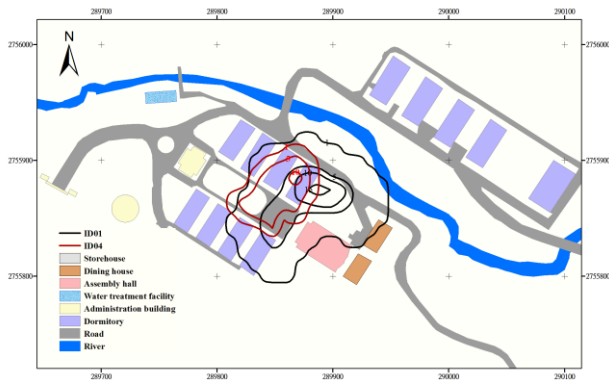 289700 289800 289900 290000 290100
2756000 2756000
N
2755900 2755900
2755800 2755800
ID01
ID04
Storehouse
Dining house
Assembly hall
Water treatment facility
Administration building
Dormitory
Road
River
289700 289800 289900 290000 290100